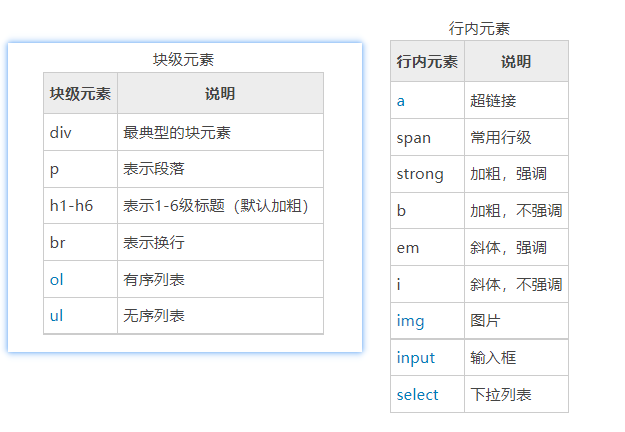 块级元素
块级元素 说明
div 最典型的块元素
p 表示段落
h1-h6 表示1-6级标题（默认加粗）
br 表示换行
ol 有序列表
ul 无序列表
行内元素
行内元素 说明
a 超链接
span 常用行级
strong 加粗，强调
b 加粗，不强调
em 斜体，强调
i 斜体，不强调
img 图片
input 输入框
select 下拉列表